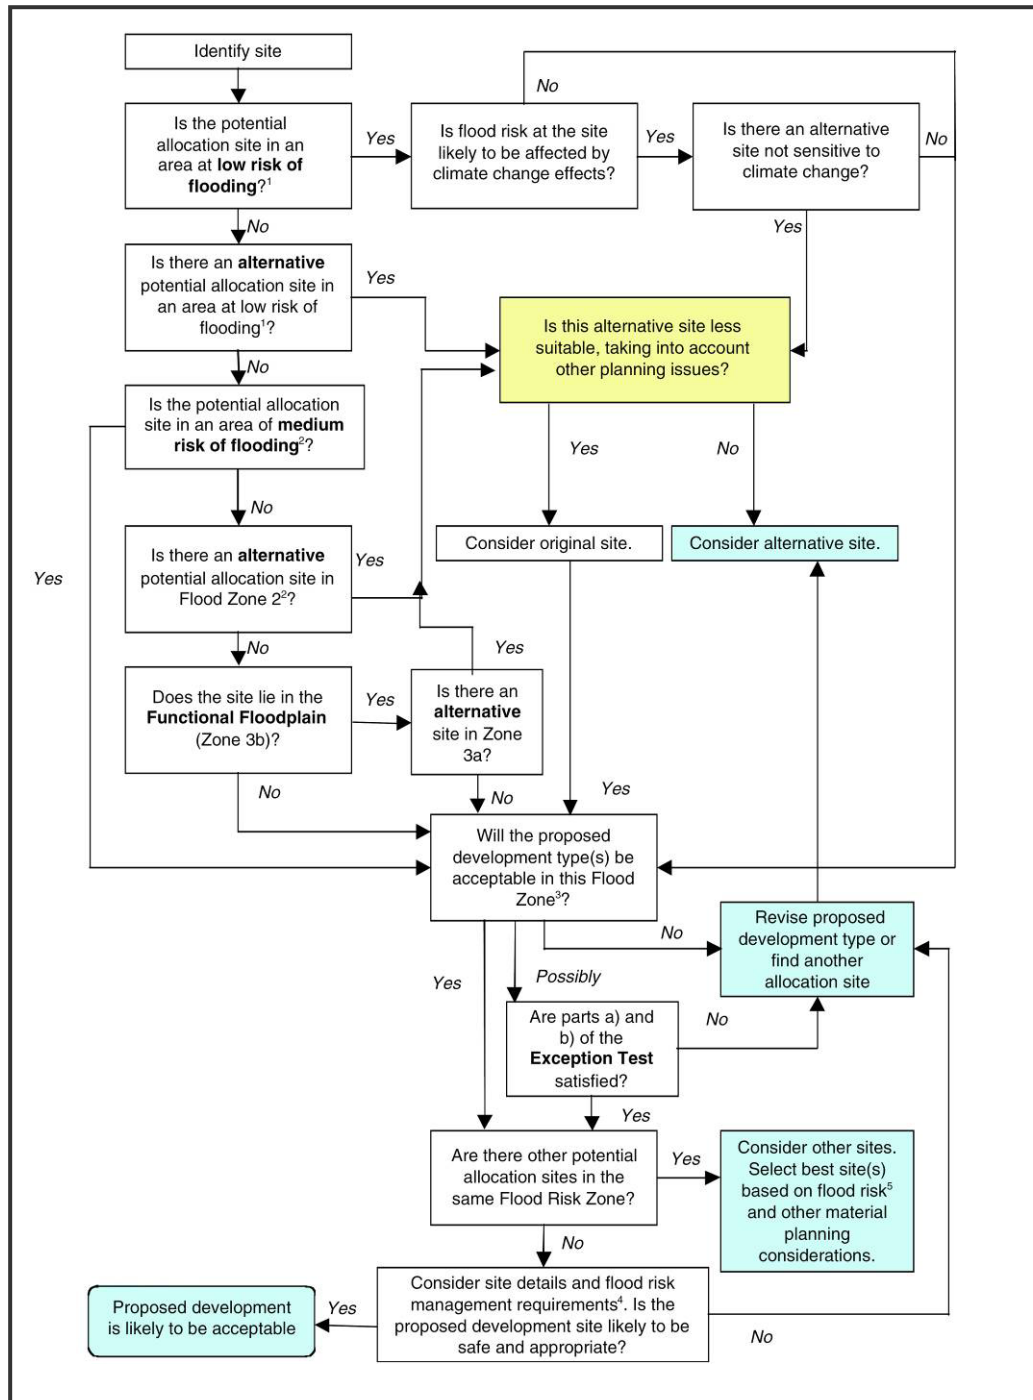 Identify site
No
Is the potential
allocation site in an
area at low risk of
flooding?¹
Yes
Is flood risk at the site
likely to be affected by
climate change effects?
Yes
Is there an alternative
site not sensitive to
climate change?
No
No
Yes
Is there an alternative
potential allocation site in
an area at low risk of
flooding¹?
Yes
Is this alternative site less
suitable, taking into account
other planning issues?
No
Is the potential allocation
site in an area of medium
risk of flooding²?
Yes
No
No
Consider original site.
Consider alternative site.
Yes
Is there an alternative
potential allocation site in
Flood Zone 2²?
Yes
No
Yes
Does the site lie in the
Functional Floodplain
(Zone 3b)?
Yes
Is there an
alternative
site in Zone
3a?
No
No
Yes
Will the proposed
development type(s) be
acceptable in this Flood
Zone³?
No
Revise proposed
development type or
find another
allocation site
Yes
Possibly
Are parts a) and
b) of the
Exception Test
satisfied?
No
Yes
Are there other potential
allocation sites in the
same Flood Risk Zone?
Yes
Consider other sites.
Select best site(s)
based on flood risk⁵
and other material
planning
considerations.
No
Consider site details and flood risk
management requirements⁴. Is the
proposed development site likely to be
safe and appropriate?
Yes
No
Proposed development
is likely to be acceptable